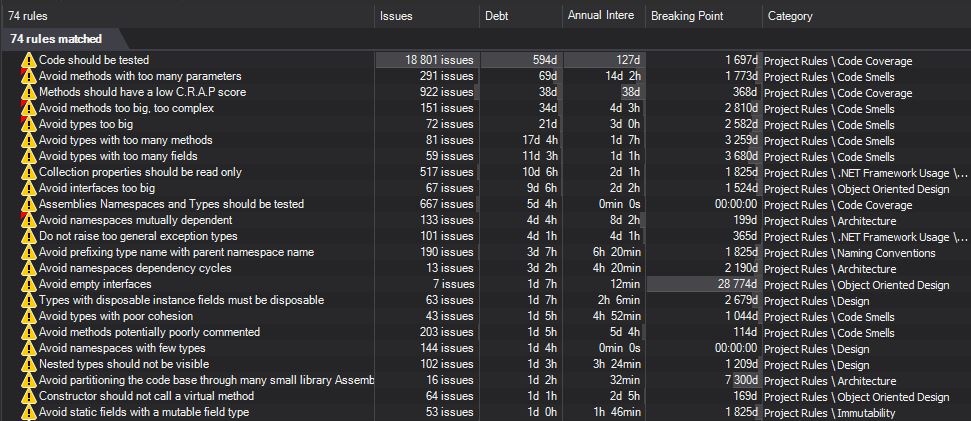 74 rules Issues Debt Annual Intere Breaking Point Category
74 rules matched
Code should be tested 18 801 issues 594d 127d 1 697d Project Rules \ Code Coverage
Avoid methods with too many parameters 291 issues 69d 14d 2h 1 773d Project Rules \ Code Smells
Methods should have a low C.R.A.P score 922 issues 38d 38d 368d Project Rules \ Code Coverage
Avoid methods too big, too complex 151 issues 34d 4d 3h 2 810d Project Rules \ Code Smells
Avoid types too big 72 issues 21d 3d 0h 2 582d Project Rules \ Code Smells
Avoid types with too many methods 81 issues 17d 4h 1d 7h 3 259d Project Rules \ Code Smells
Avoid types with too many fields 59 issues 11d 3h 1d 1h 3 680d Project Rules \ Code Smells
Collection properties should be read only 517 issues 10d 6h 2d 1h 1 825d Project Rules \ .NET Framework Usage \ ...
Avoid interfaces too big 67 issues 9d 6h 2d 2h 1 524d Project Rules \ Object Oriented Design
Assemblies Namespaces and Types should be tested 667 issues 5d 4h 0min 0s 00:00:00 Project Rules \ Code Coverage
Avoid namespaces mutually dependent 133 issues 4d 4h 8d 2h 199d Project Rules \ Architecture
Do not raise too general exception types 101 issues 4d 1h 4d 1h 365d Project Rules \ .NET Framework Usage \ ...
Avoid prefixing type name with parent namespace name 190 issues 3d 7h 6h 20min 1 825d Project Rules \ Naming Conventions
Avoid namespaces dependency cycles 13 issues 3d 2h 4h 20min 2 190d Project Rules \ Architecture
Avoid empty interfaces 7 issues 1d 7h 12min 28 774d Project Rules \ Object Oriented Design
Types with disposable instance fields must be disposable 63 issues 1d 7h 2h 6min 2 679d Project Rules \ Design
Avoid types with poor cohesion 43 issues 1d 5h 4h 52min 1 044d Project Rules \ Code Smells
Avoid methods potentially poorly commented 203 issues 1d 5h 5d 4h 114d Project Rules \ Code Smells
Avoid namespaces with few types 144 issues 1d 4h 0min 0s 00:00:00 Project Rules \ Design
Nested types should not be visible 102 issues 1d 3h 3h 24min 1 209d Project Rules \ Design
Avoid partitioning the code base through many small library Assemb 16 issues 1d 2h 32min 7 300d Project Rules \ Architecture
Constructor should not call a virtual method 64 issues 1d 1h 2d 5h 169d Project Rules \ Object Oriented Design
Avoid static fields with a mutable field type 53 issues 1d 0h 1h 46min 1 825d Project Rules \ Immutability